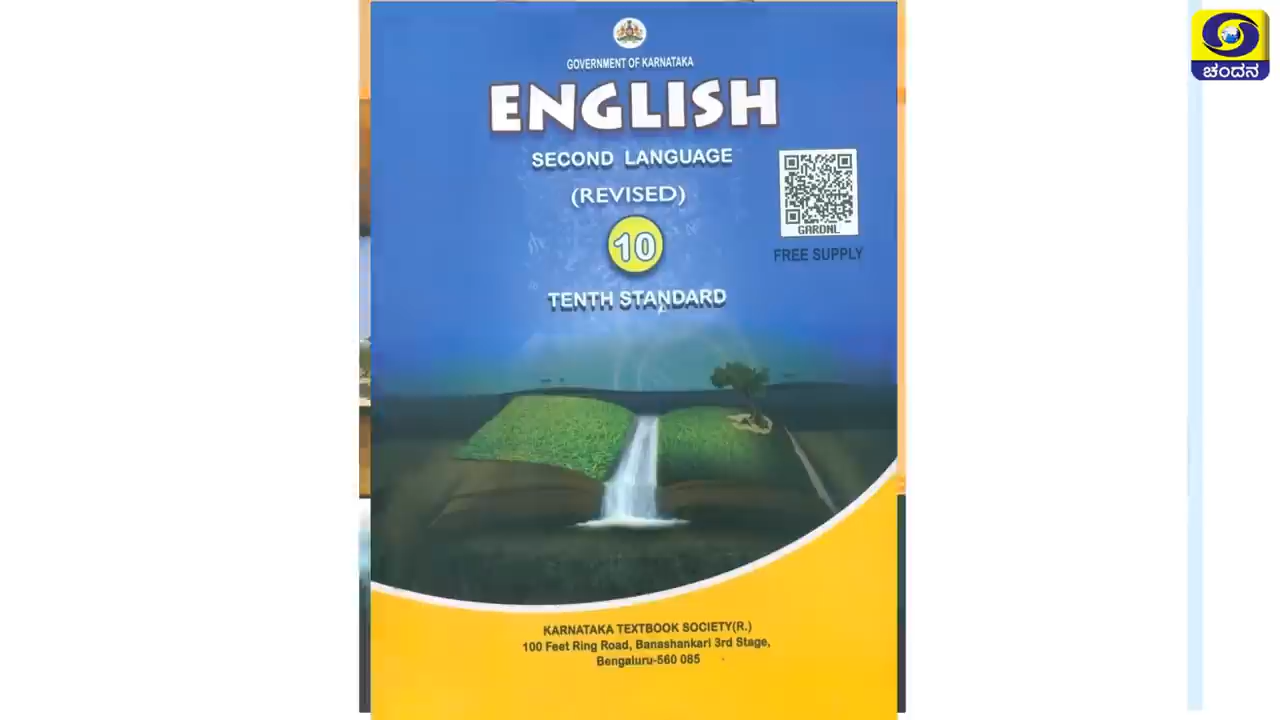 GOVERNMENT OF KARNATAKA
ENGLISH
SECOND LANGUAGE
(REVISED)
10
TENTH STANDARD
GARDNL
FREE SUPPLY
KARNATAKA TEXTBOOK SOCIETY(R.)
100 Feet Ring Road, Banashankari 3rd Stage,
Bengaluru-560 085
ಚಂದನ